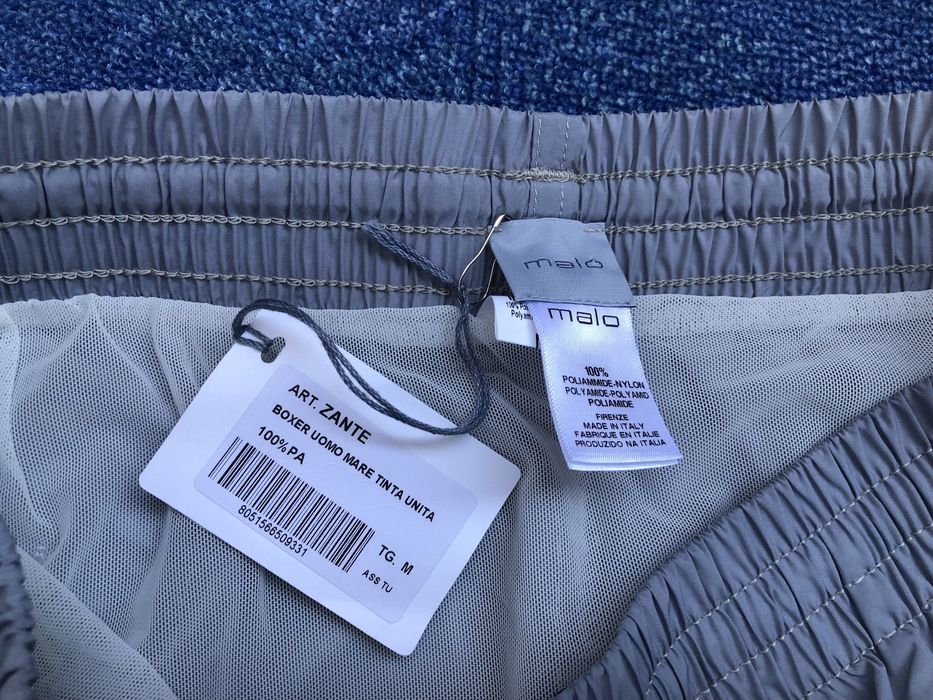 malo
malo
100%
POLIAMMIDE-NYLON
POLYAMIDE-POLYAMID
POLIAMIDE
FIRENZE
MADE IN ITALY
FABRIQUE EN ITALIE
PRODUZIDO NA ITALIA
ART. ZANTE
BOXER UOMO MARE TINTA UNITA
100%PA
8051566509331
TG. M
ASS TU